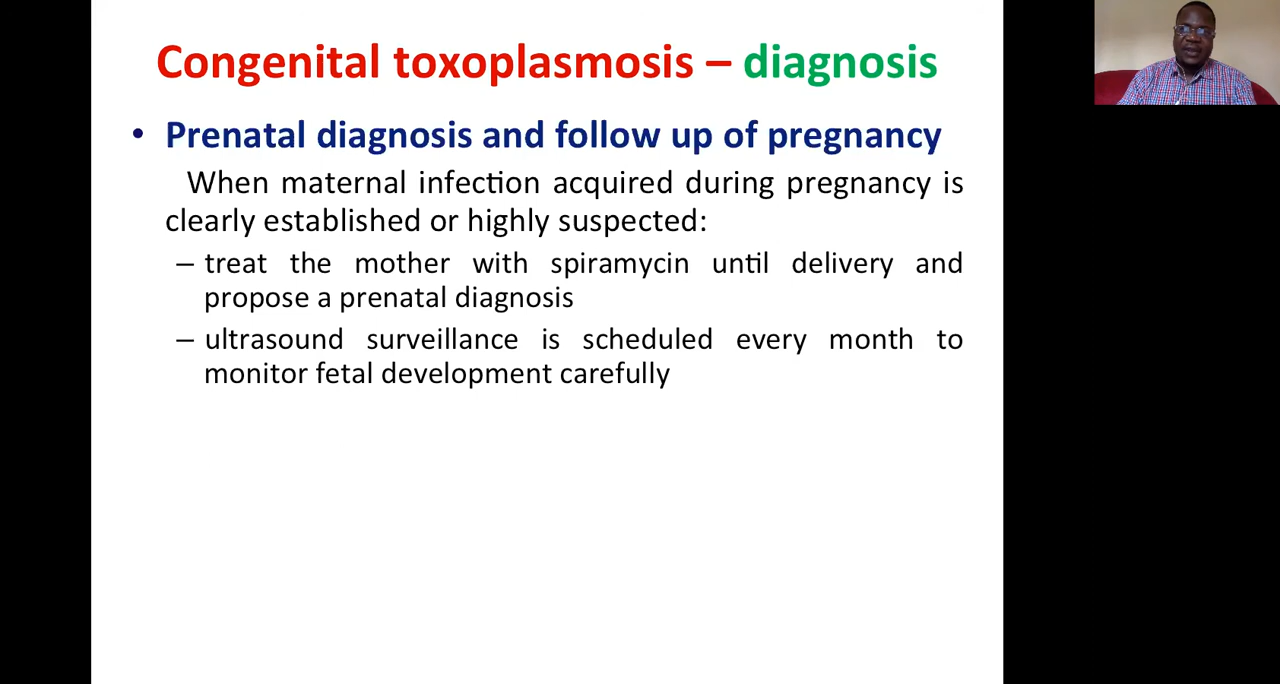 Congenital toxoplasmosis – diagnosis
• Prenatal diagnosis and follow up of pregnancy
When maternal infection acquired during pregnancy is
clearly established or highly suspected:
– treat the mother with spiramycin until delivery and
propose a prenatal diagnosis
– ultrasound surveillance is scheduled every month to
monitor fetal development carefully